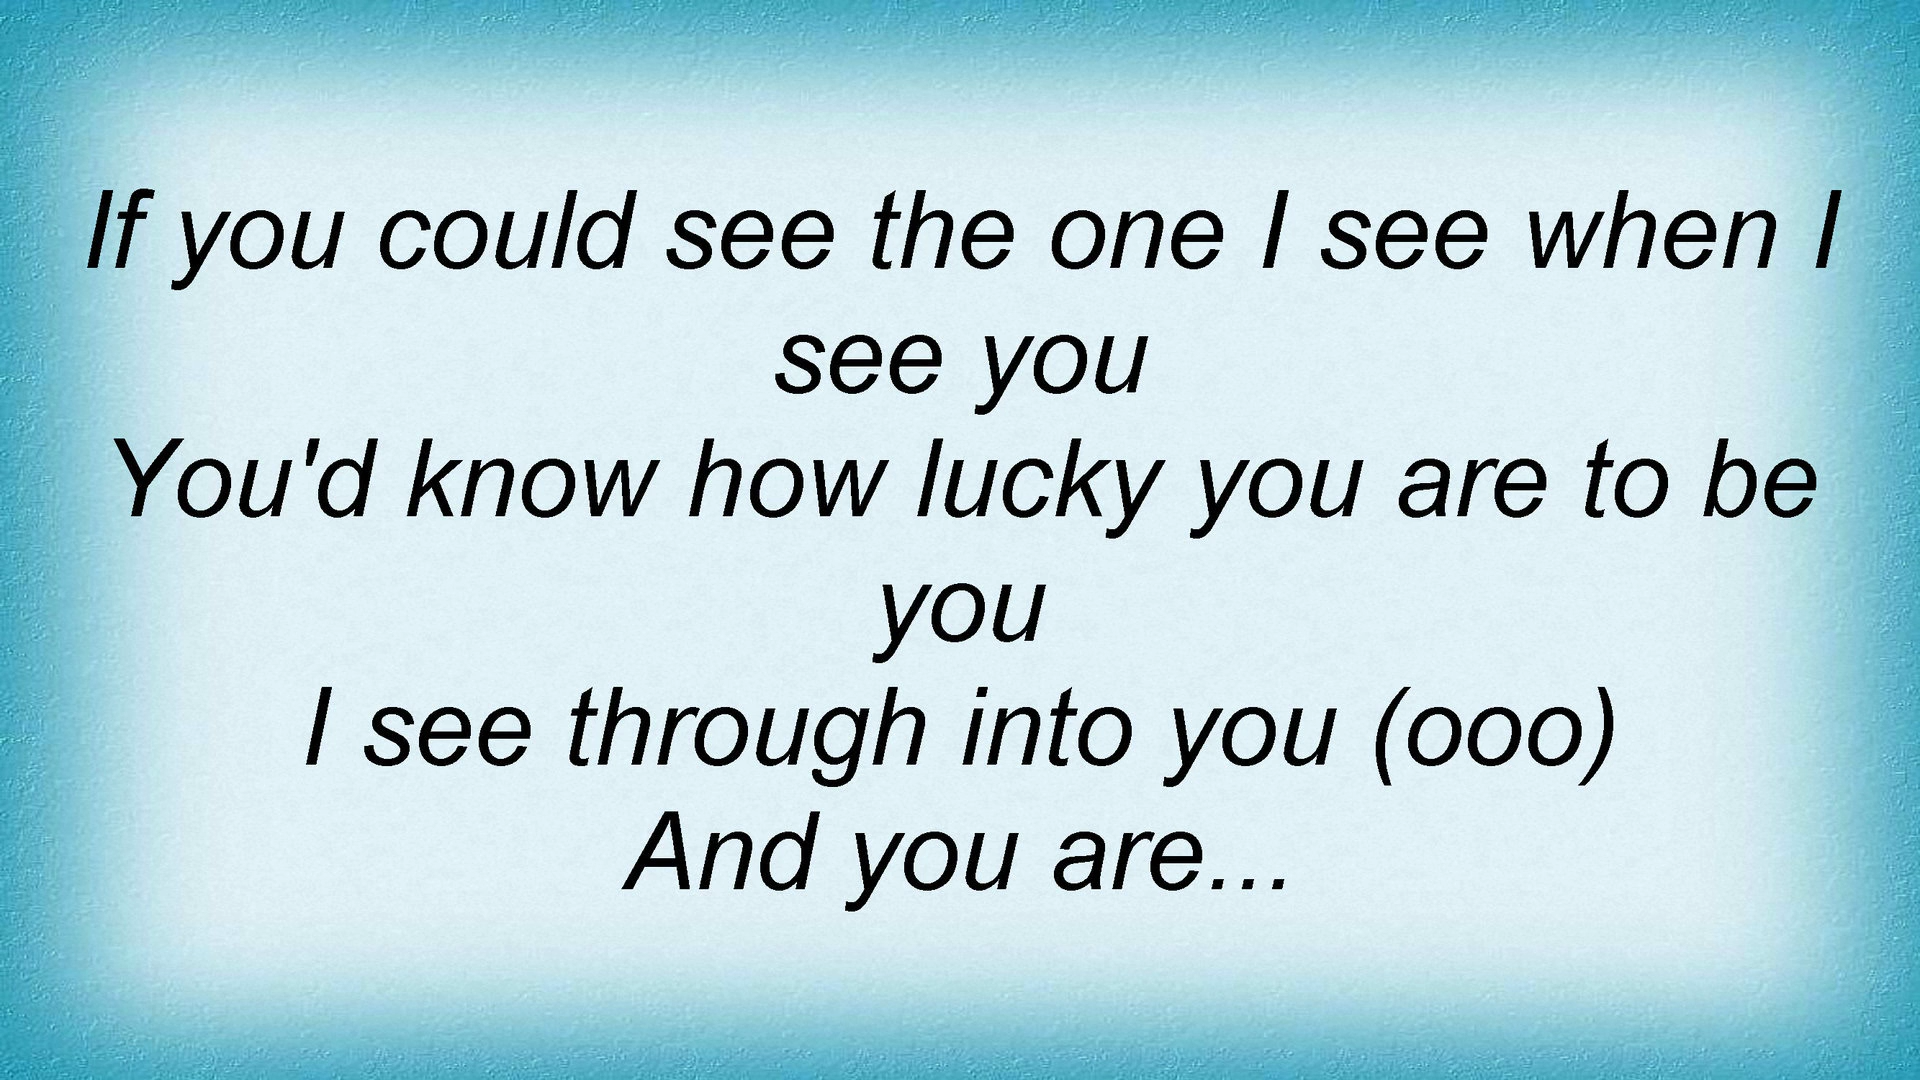 If you could see the one I see when I
see you
You'd know how lucky you are to be
you
I see through into you (ooo)
And you are...